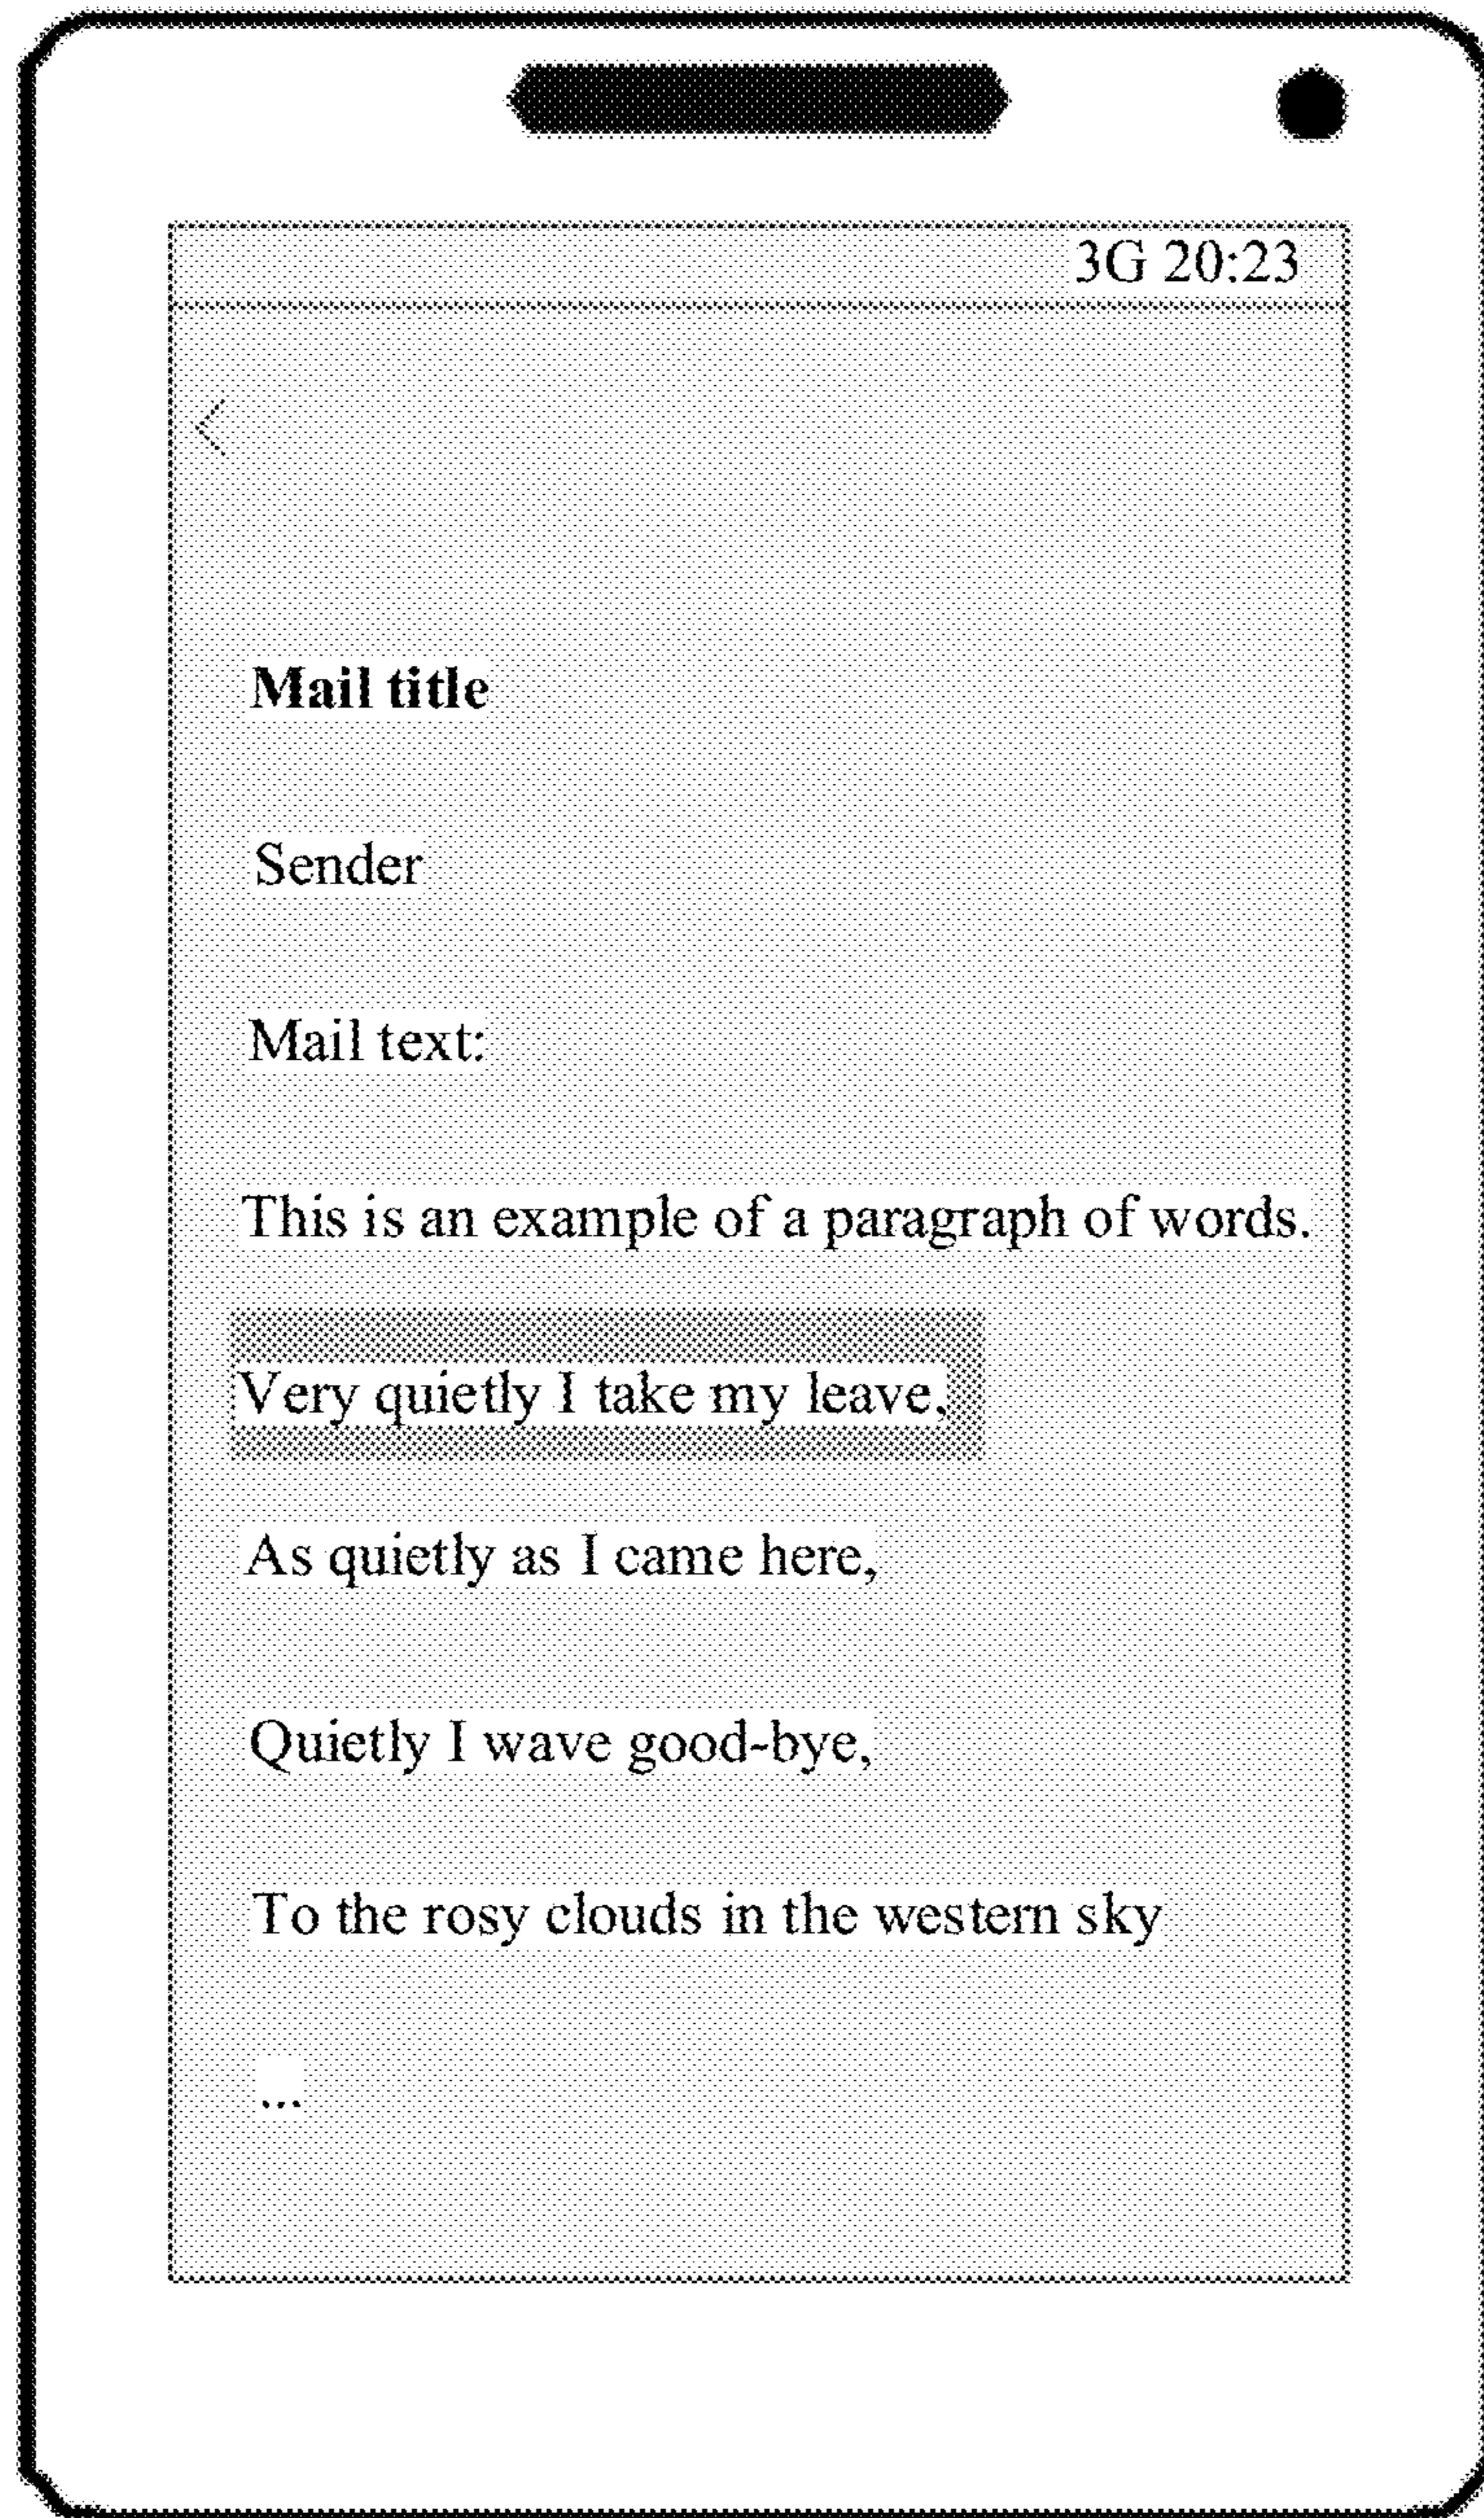 3G 20:23
<
Mail title
Sender
Mail text:
This is an example of a paragraph of words.
Very quietly I take my leave,
As quietly as I came here,
Quietly I wave good-bye,
To the rosy clouds in the western sky
...